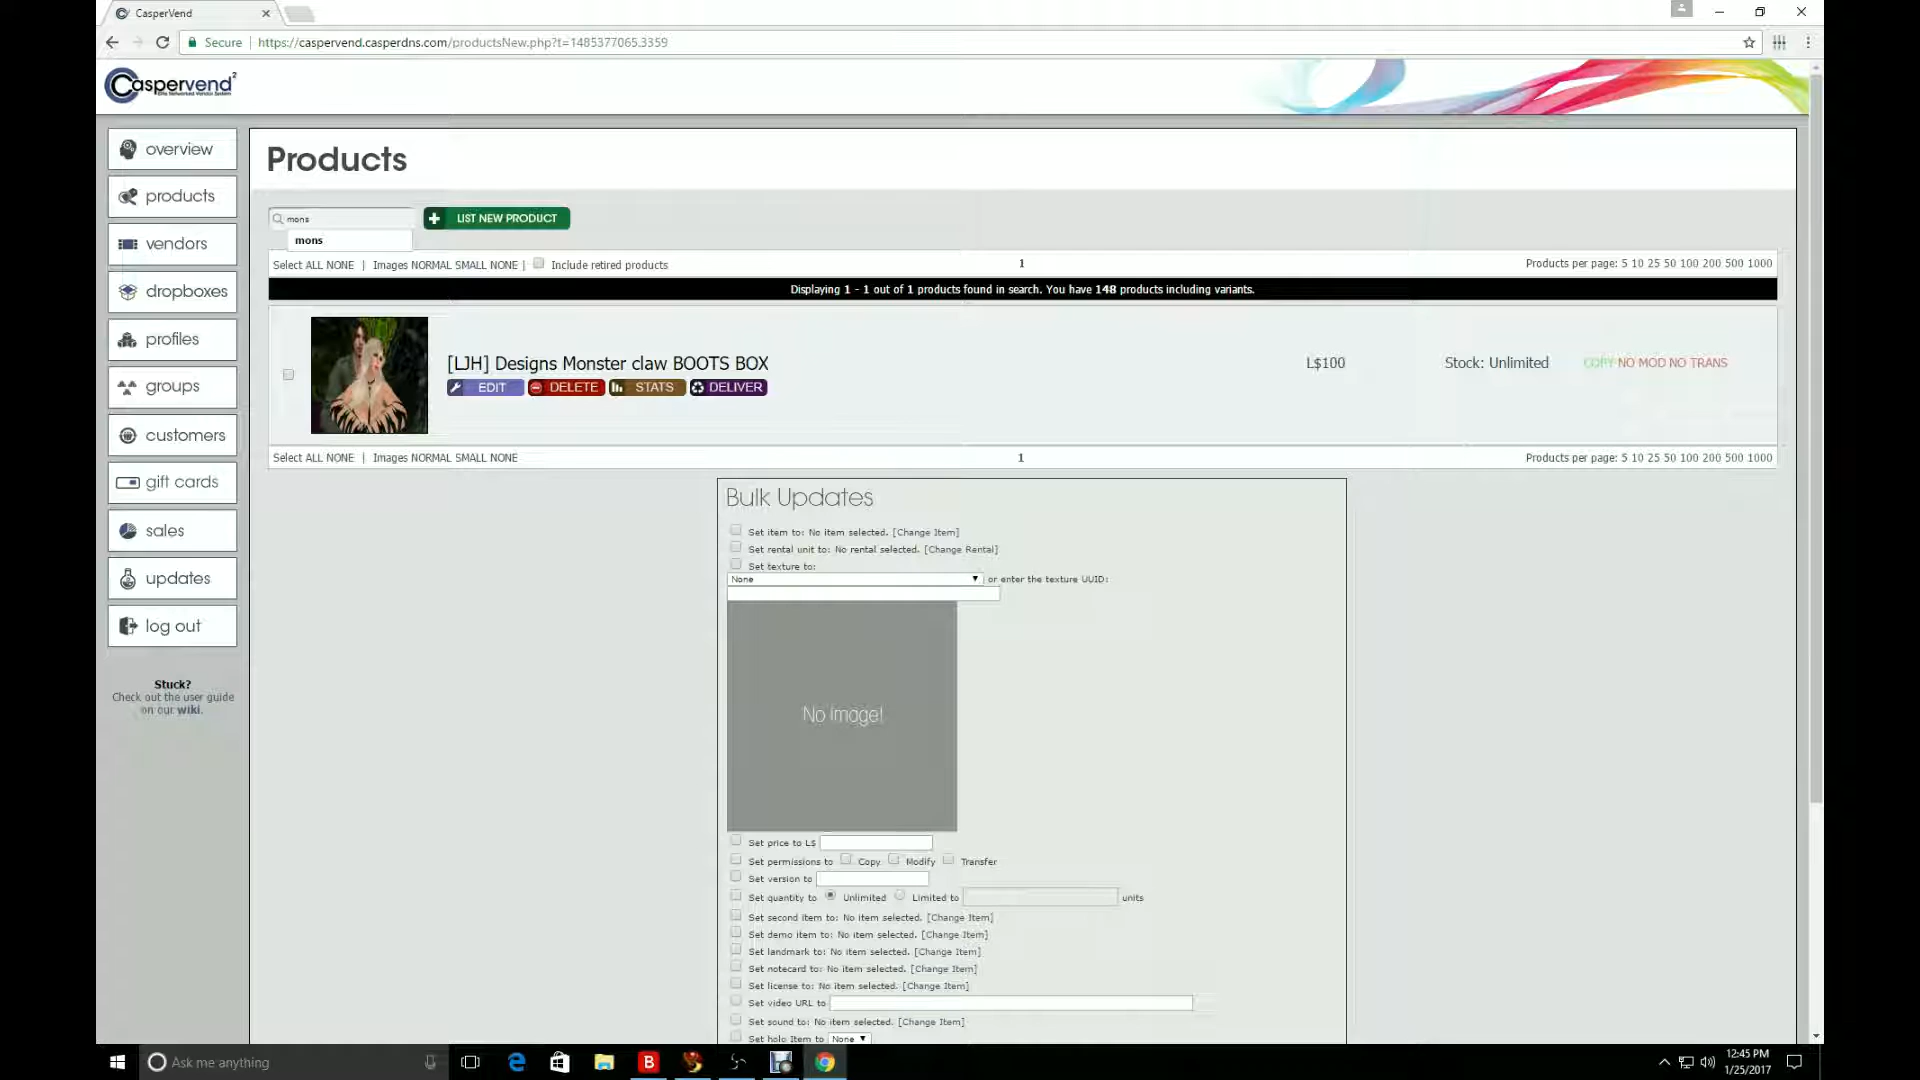 CasperVend
Secure
https://caspervend.casperdns.com/productsNew.php?t=1485377065.3359
Caspervend²
overview
products
vendors
dropboxes
profiles
groups
customers
gift cards
sales
updates
log out
Stuck?
Check out the user guide
on our wiki.
Products
mons
LIST NEW PRODUCT
mons
Select ALL NONE | Images NORMAL SMALL NONE | Include retired products 1 Products per page: 5 10 25 50 100 200 500 1000
Displaying 1 - 1 out of 1 products found in search. You have 148 products including variants.
[LJH] Designs Monster claw BOOTS BOX L$100 Stock: Unlimited COPY NO MOD NO TRANS
EDIT DELETE STATS DELIVER
Select ALL NONE | Images NORMAL SMALL NONE 1 Products per page: 5 10 25 50 100 200 500 1000
Bulk Updates
Set item to: No item selected. [Change Item]
Set rental unit to: No rental selected. [Change Rental]
Set texture to:
None or enter the texture UUID:
No Image!
Set price to L$
Set permissions to Copy Modify Transfer
Set version to
Set quantity to Unlimited Limited to units
Set second item to: No item selected. [Change Item]
Set demo item to: No item selected. [Change Item]
Set landmark to: No item selected. [Change Item]
Set notecard to: No item selected. [Change Item]
Set license to: No item selected. [Change Item]
Set video URL to
Set sound to: No item selected. [Change Item]
Set holo Item to None
Ask me anything
12:45 PM
1/25/2017